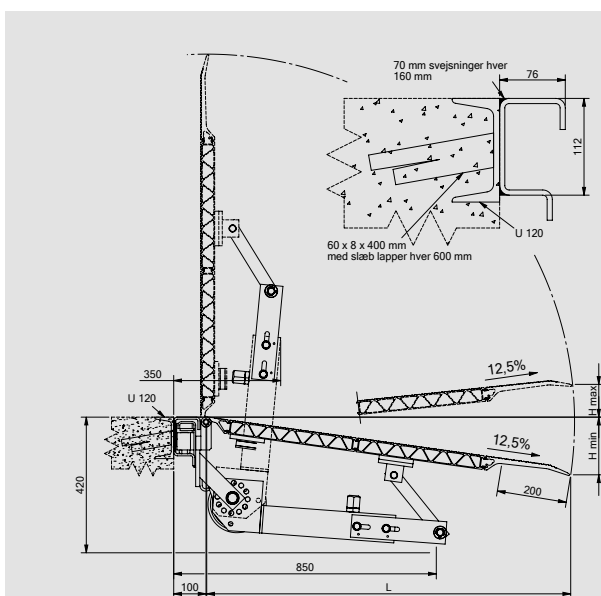 70 mm svejsninger hver
160 mm
76
112
U 120
60 x 8 x 400 mm
med slæb lapper hver 600 mm
350
12,5%
H max
U 120
12,5%
H min
200
420
850
100
L